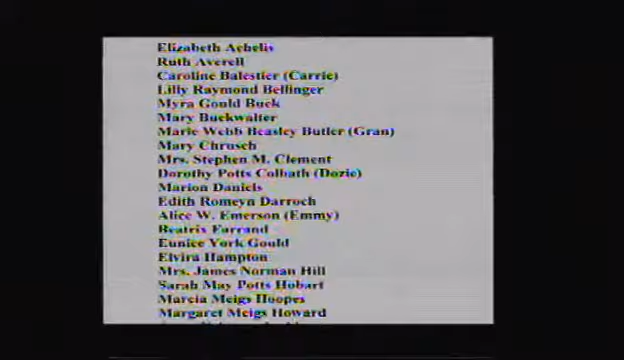 Elizabeth Achelis
Ruth Averell
Caroline Balestier (Carrie)
Lilly Raymond Bellinger
Myra Gould Buck
Mary Buckwalter
Marie Webb Beasley Butler (Gran)
Mary Chrusch
Mrs. Stephen M. Clement
Dorothy Potts Colbath (Dozie)
Marion Daniels
Edith Romeyn Darroch
Alice W. Emerson (Emmy)
Beatrix Farrand
Eunice York Gould
Elvira Hampton
Mrs. James Norman Hill
Sarah May Potts Hobart
Marcia Meigs Hoopes
Margaret Meigs Howard